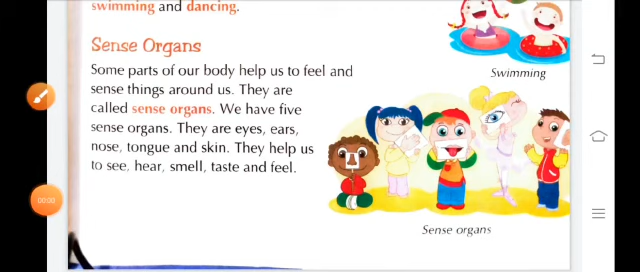 swimming and dancing.
Swimming
Sense Organs
Some parts of our body help us to feel and
sense things around us. They are
called sense organs. We have five
sense organs. They are eyes, ears,
nose, tongue and skin. They help us
to see, hear, smell, taste and feel.
Sense organs
00:00